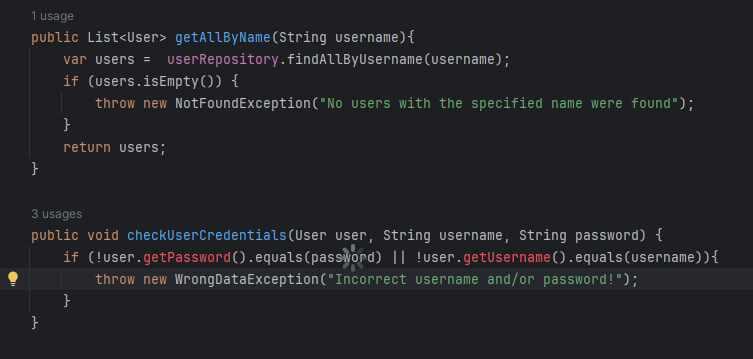 1 usage
public List<User> getAllByName(String username){
var users =  userRepository.findAllByUsername(username);
if (users.isEmpty()) {
throw new NotFoundException("No users with the specified name were found");
}
return users;
}
3 usages
public void checkUserCredentials(User user, String username, String password) {
if (!user.getPassword().equals(password) || !user.getUsername().equals(username)){
throw new WrongDataException("Incorrect username and/or password!");
}
}